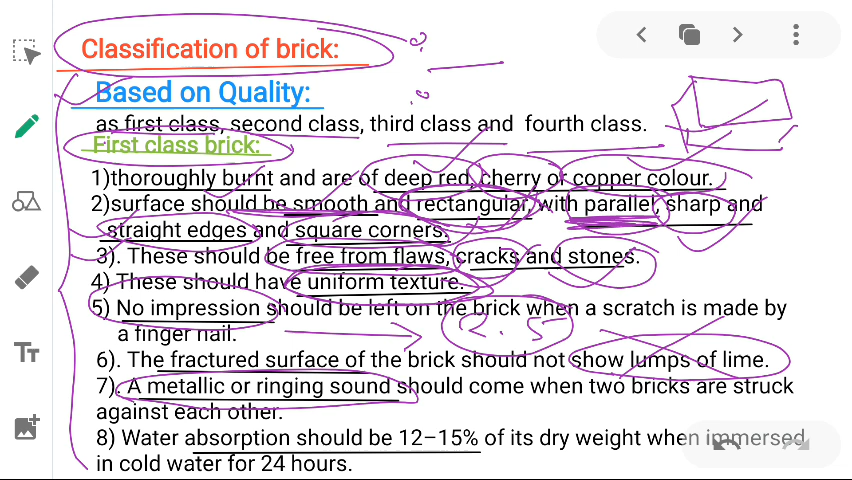 Classification of brick:
Based on Quality:
as first class, second class, third class and fourth class.
First class brick:
1)thoroughly burnt and are of deep red, cherry or copper colour.
2)surface should be smooth and rectangular, with parallel, sharp and
straight edges and square corners.
3). These should be free from flaws, cracks and stones.
4) These should have uniform texture.
5) No impression should be left on the brick when a scratch is made by
a finger nail.
2.5
6). The fractured surface of the brick should not show lumps of lime.
7). A metallic or ringing sound should come when two bricks are struck
against each other.
8) Water absorption should be 12–15% of its dry weight when immersed
in cold water for 24 hours.